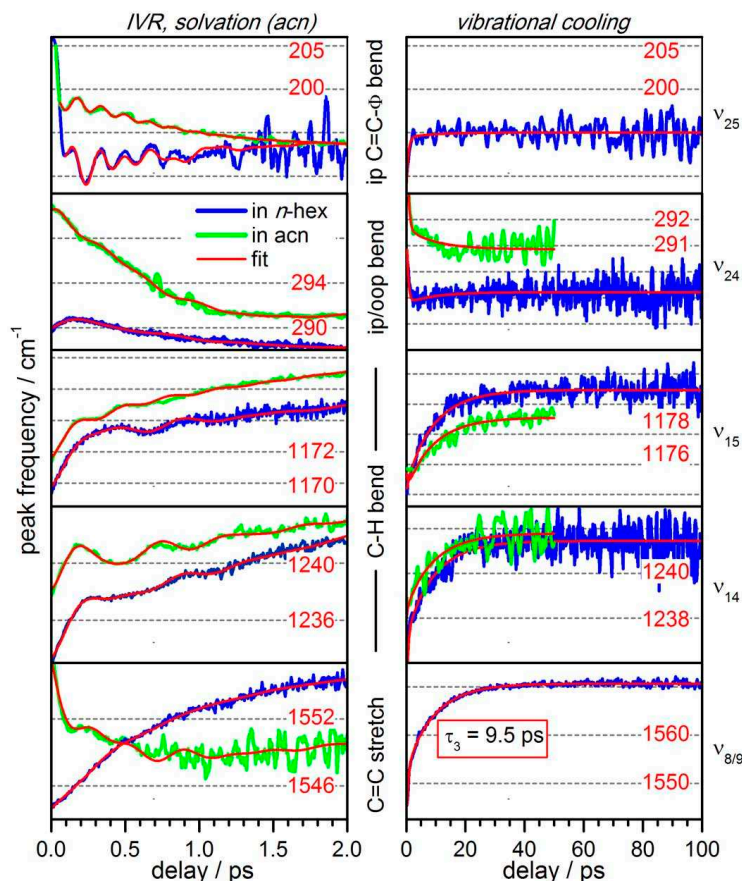 IVR, solvation (acn)
vibrational cooling
205
200
205
200
ip C=C-Φ bend
ν25
in n-hex
in acn
fit
294
290
292
291
ip/oop bend
ν24
peak frequency / cm-1
1172
1170
1178
1176
C-H bend
ν15
1240
1236
1240
1238
ν14
1552
1546
C=C stretch
τ3 = 9.5 ps
1560
1550
ν8/9
0.0 0.5 1.0 1.5 2.0
0 20 40 60 80 100
delay / ps
delay / ps